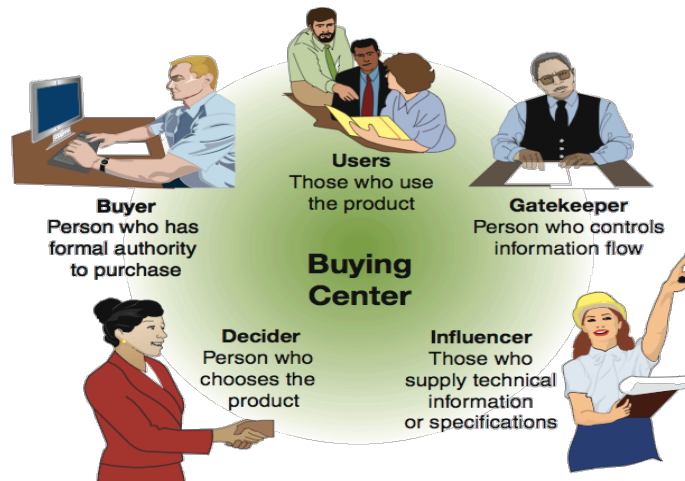 Users
Those who use
the product
Buyer
Person who has
formal authority
to purchase
Gatekeeper
Person who controls
information flow
Buying
Center
Decider
Person who
chooses the
product
Influencer
Those who
supply technical
information
or specifications